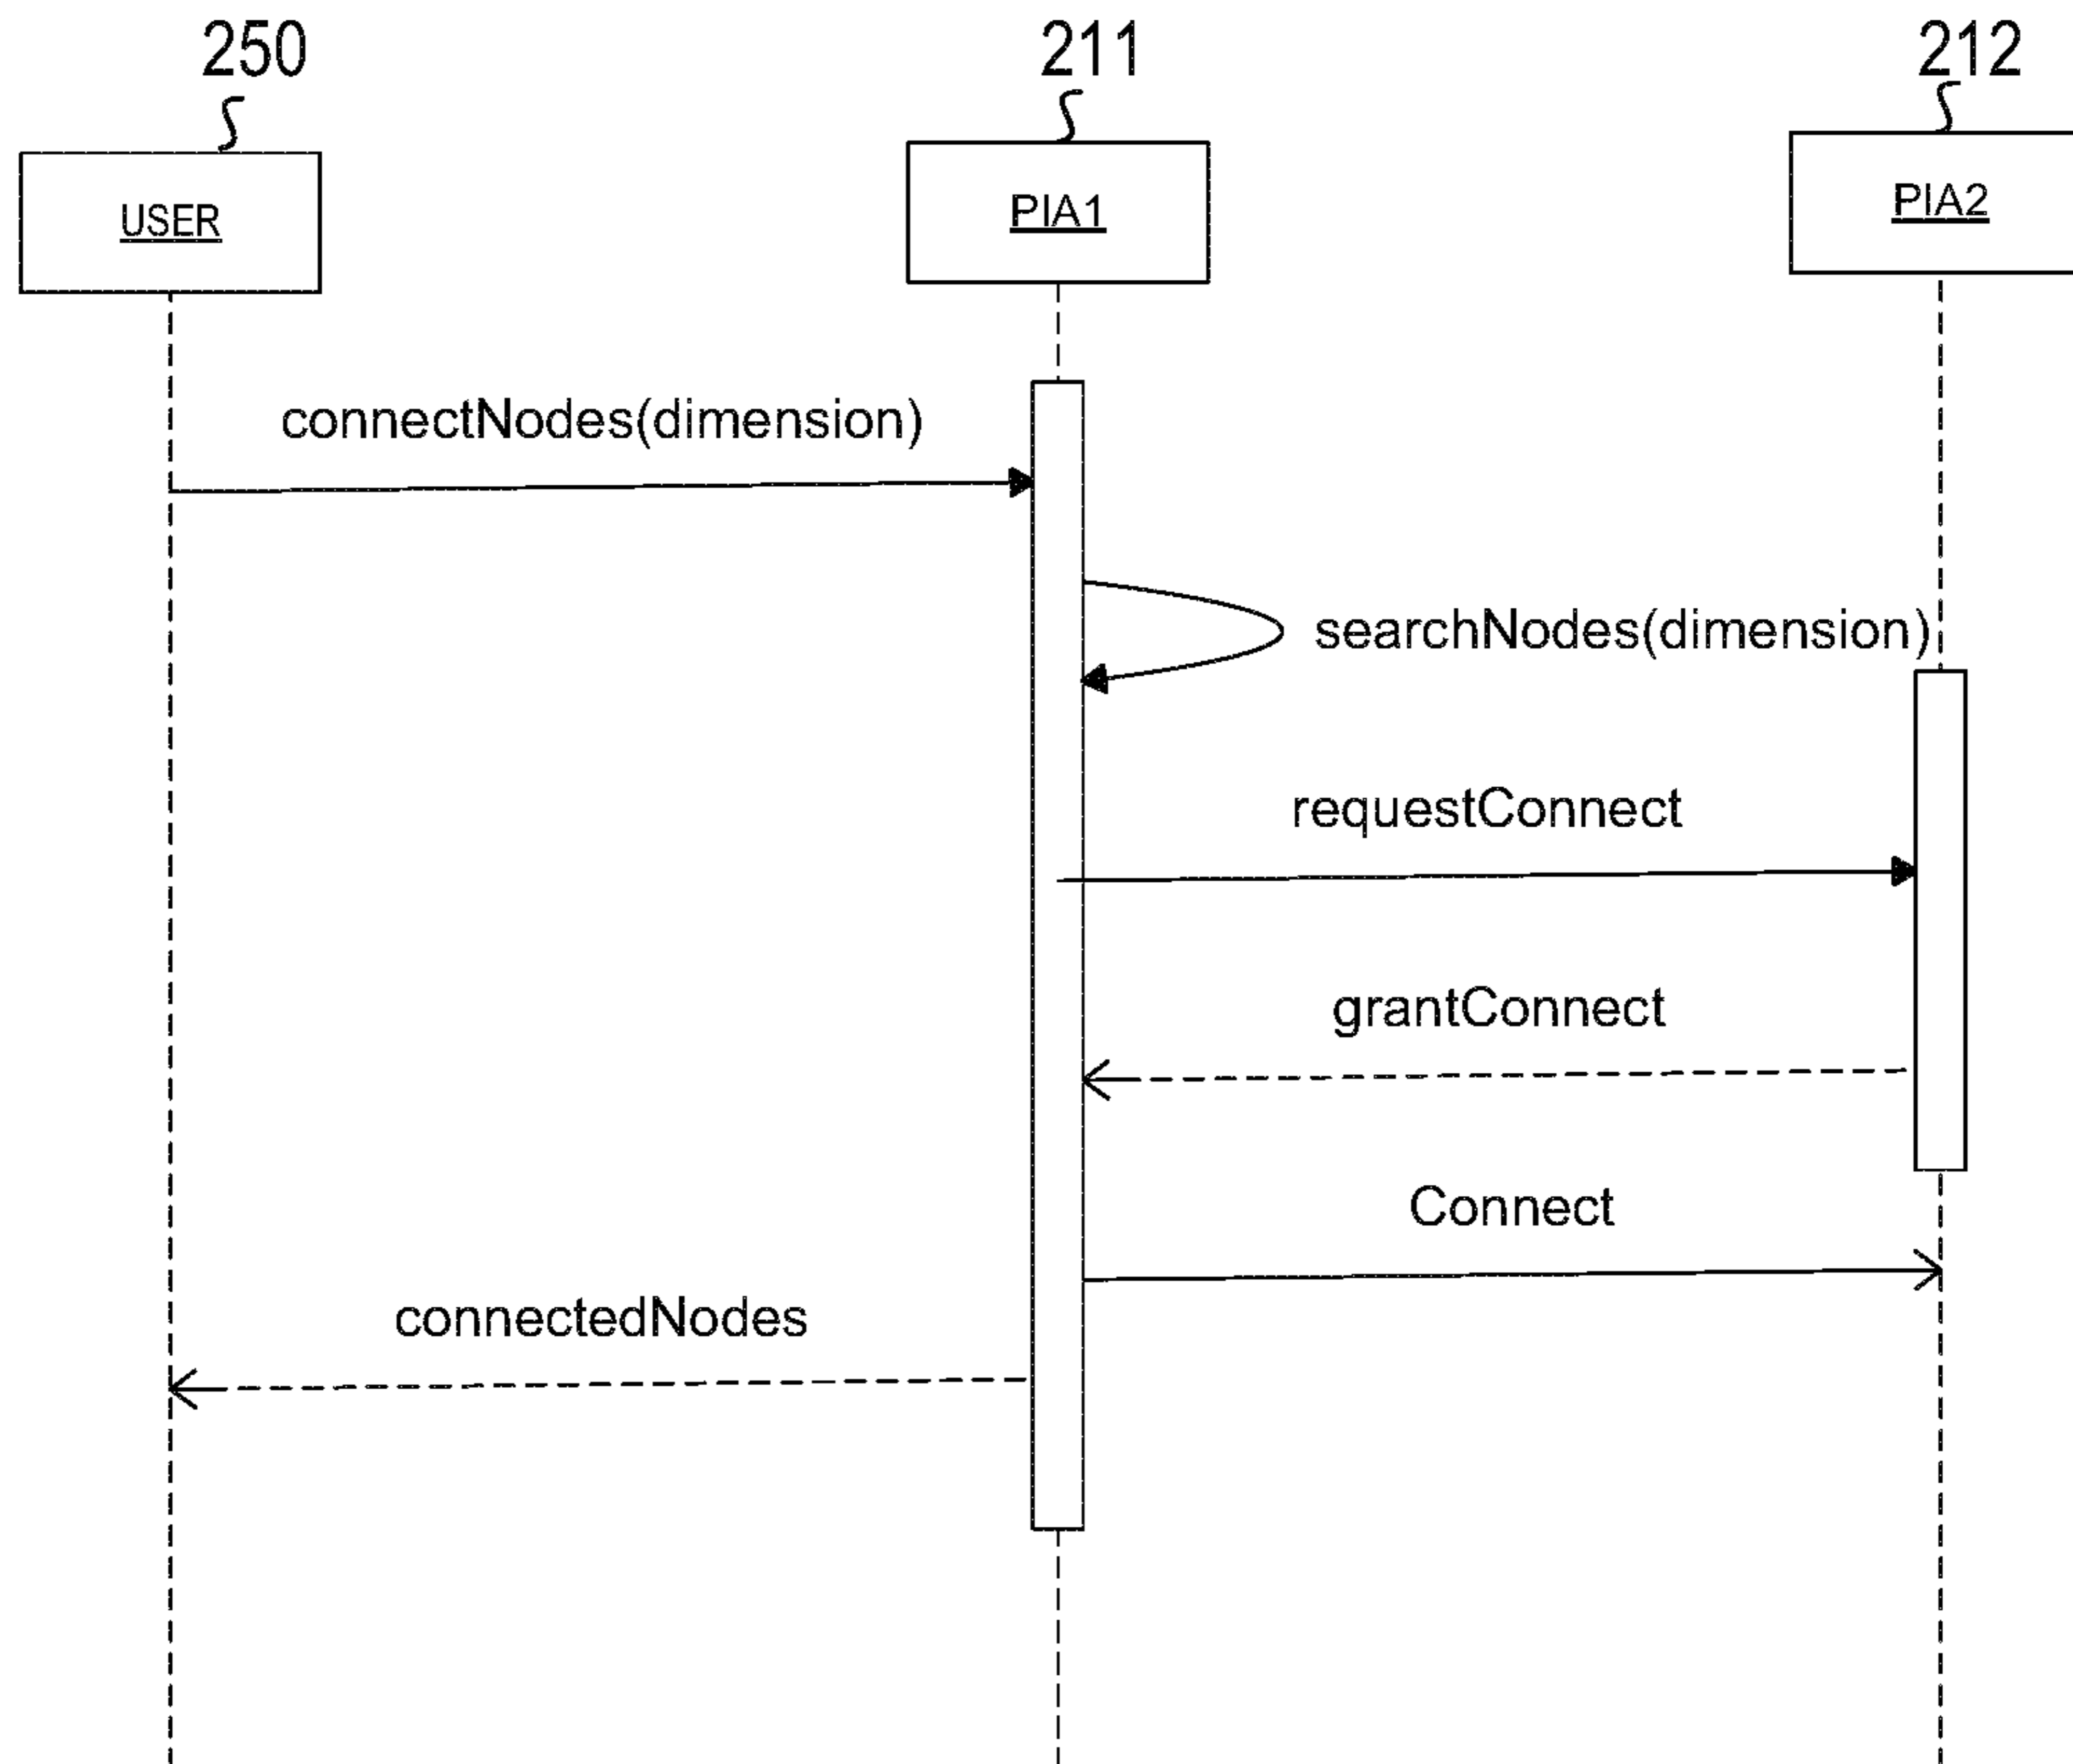 250
211
212
USER
PIA1
PIA2
connectNodes(dimension)
searchNodes(dimension)
requestConnect
grantConnect
Connect
connectedNodes